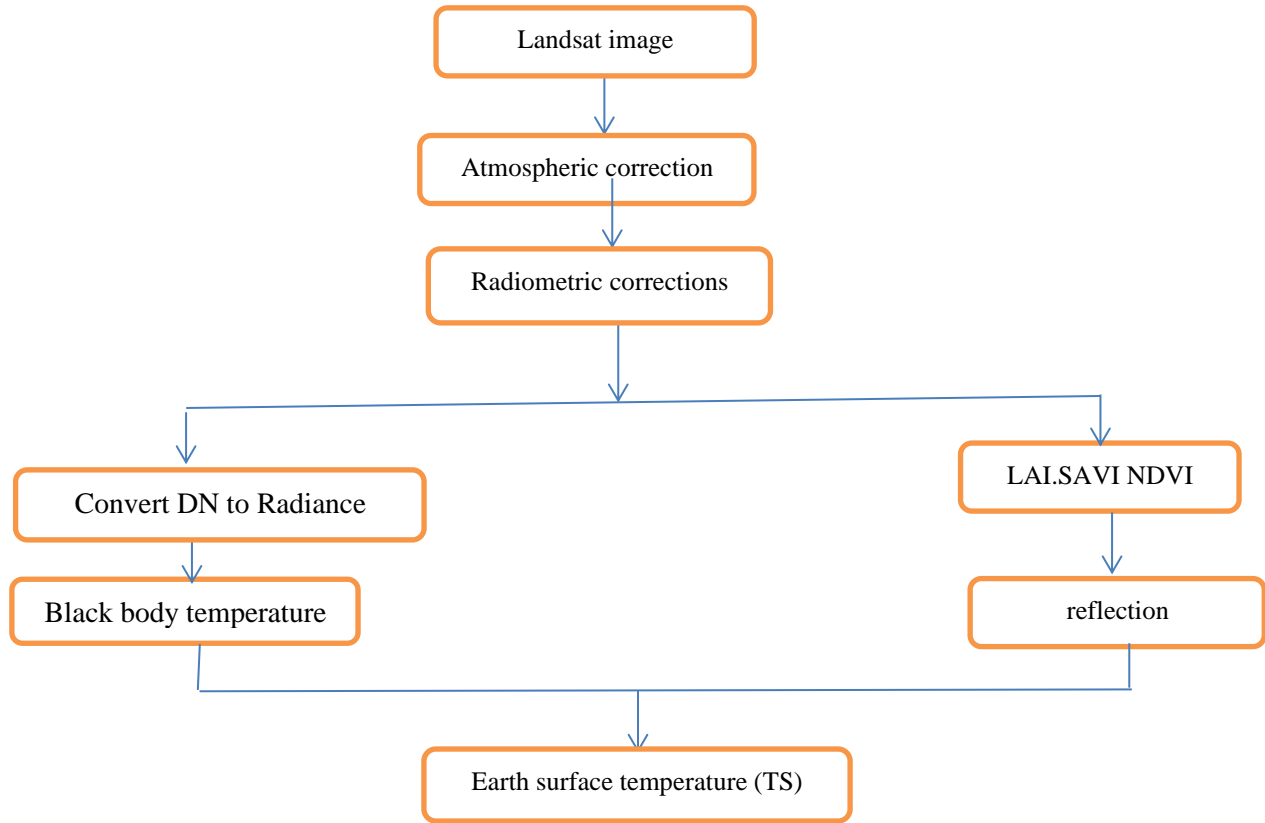 Landsat image
Atmospheric correction
Radiometric corrections
Convert DN to Radiance
LAI.SAVI NDVI
Black body temperature
reflection
Earth surface temperature (TS)